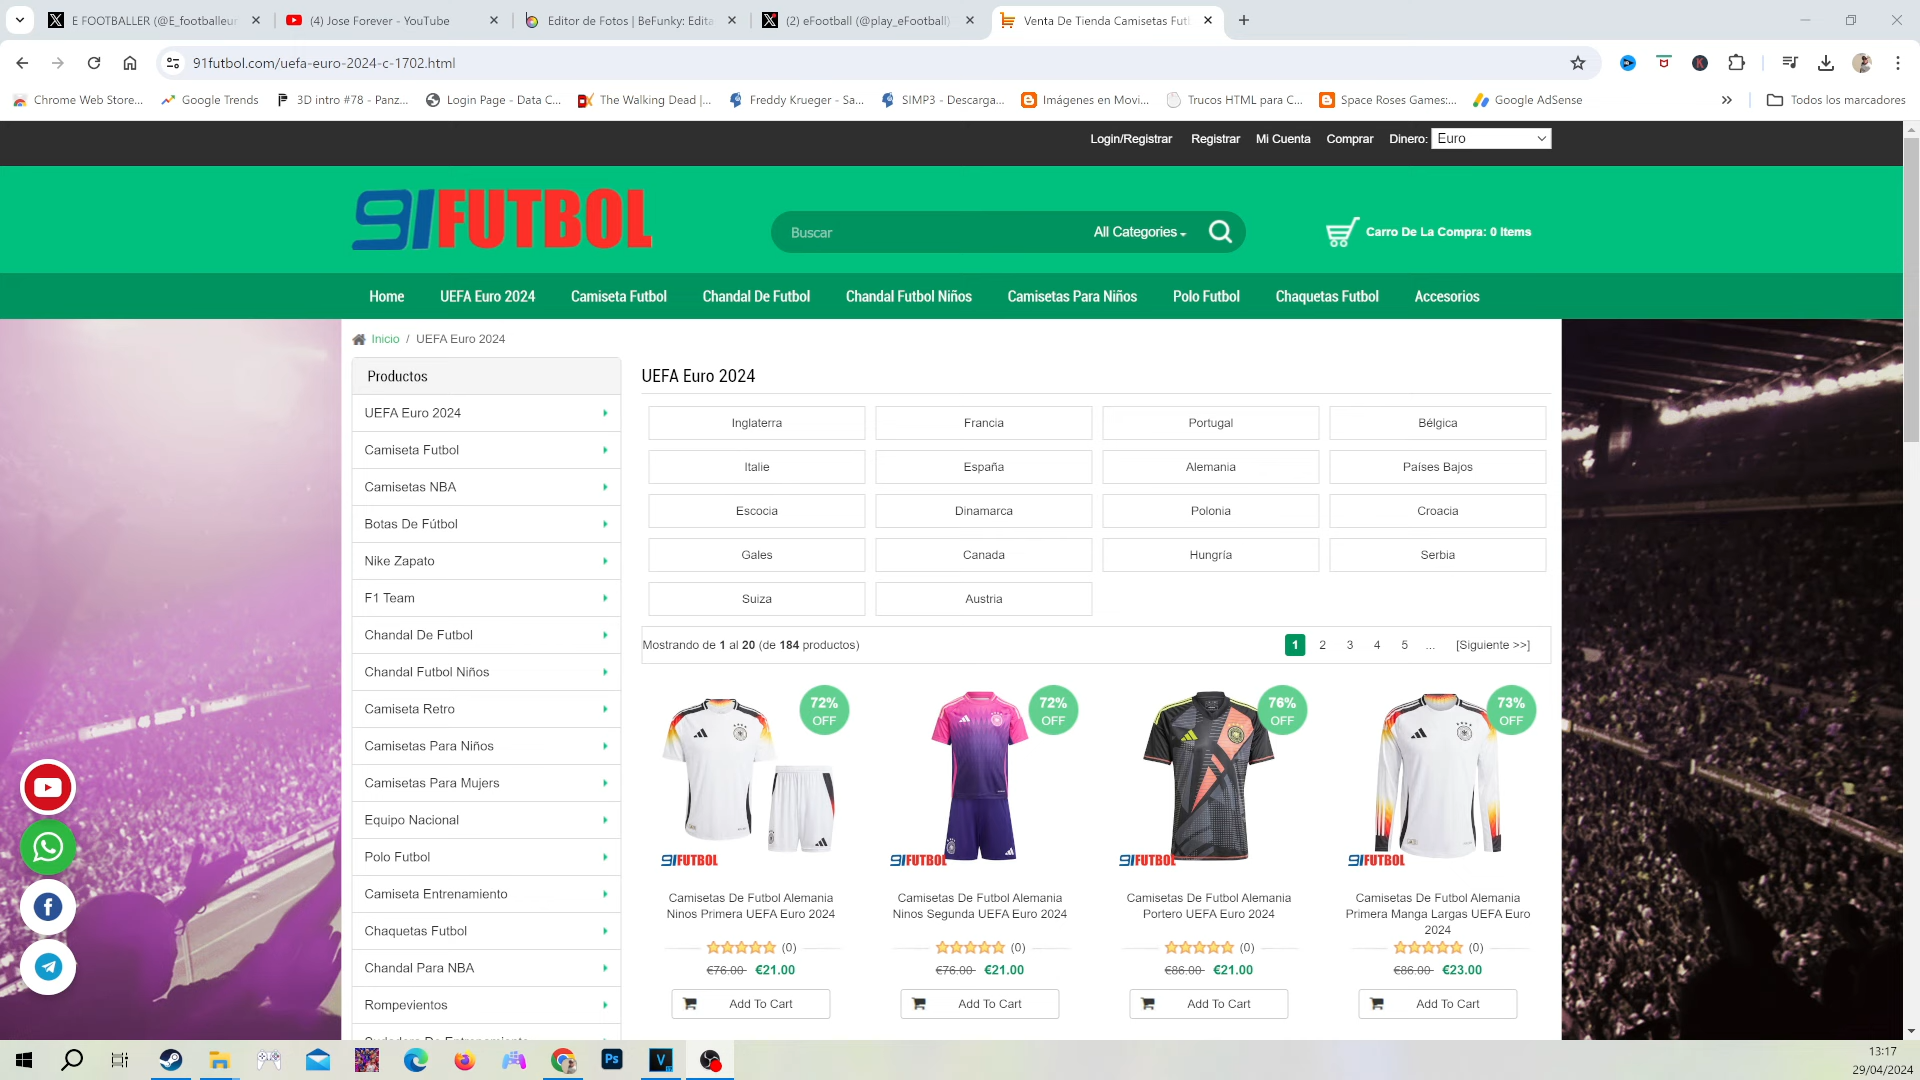 E FOOTBALLER (@E_footballeur
(4) Jose Forever - YouTube
Editor de Fotos | BeFunky: Edita
(2) eFootball (@play_eFootball)
Venta De Tienda Camisetas Futl
91futbol.com/uefa-euro-2024-c-1702.html
Chrome Web Store...
Google Trends
3D intro #78 - Panz...
Login Page - Data C...
The Walking Dead |...
Freddy Krueger - Sa...
SIMP3 - Descarga...
Imágenes en Movi...
Trucos HTML para C...
Space Roses Games:...
Google AdSense
Todos los marcadores
Login/Registrar Registrar Mi Cuenta Comprar Dinero: Euro
91FUTBOL
Buscar
All Categories
Carro De La Compra: 0 Items
Home UEFA Euro 2024 Camiseta Futbol Chandal De Futbol Chandal Futbol Niños Camisetas Para Niños Polo Futbol Chaquetas Futbol Accesorios
Inicio / UEFA Euro 2024
Productos
UEFA Euro 2024
Camiseta Futbol
Camisetas NBA
Botas De Fútbol
Nike Zapato
F1 Team
Chandal De Futbol
Chandal Futbol Niños
Camiseta Retro
Camisetas Para Niños
Camisetas Para Mujers
Equipo Nacional
Polo Futbol
Camiseta Entrenamiento
Chaquetas Futbol
Chandal Para NBA
Rompevientos
UEFA Euro 2024
Inglaterra Francia Portugal Bélgica
Italie España Alemania Países Bajos
Escocia Dinamarca Polonia Croacia
Gales Canada Hungría Serbia
Suiza Austria
Mostrando de 1 al 20 (de 184 productos)
1 2 3 4 5 ... [Siguiente >>]
72% OFF
91FUTBOL
Camisetas De Futbol Alemania
Ninos Primera UEFA Euro 2024
(0)
€76.00 €21.00
Add To Cart
72% OFF
91FUTBOL
Camisetas De Futbol Alemania
Ninos Segunda UEFA Euro 2024
(0)
€76.00 €21.00
Add To Cart
76% OFF
91FUTBOL
Camisetas De Futbol Alemania
Portero UEFA Euro 2024
(0)
€86.00 €21.00
Add To Cart
73% OFF
91FUTBOL
Camisetas De Futbol Alemania
Primera Manga Largas UEFA Euro
2024
(0)
€86.00 €23.00
Add To Cart
Ps
V
13:17
29/04/2024